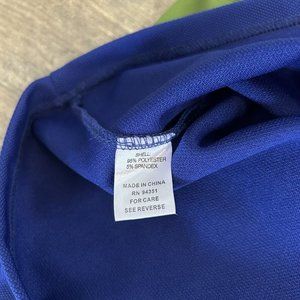 SHELL
95% POLYESTER
5% SPANDEX
MADE IN CHINA
RN 94351
FOR CARE
SEE REVERSE